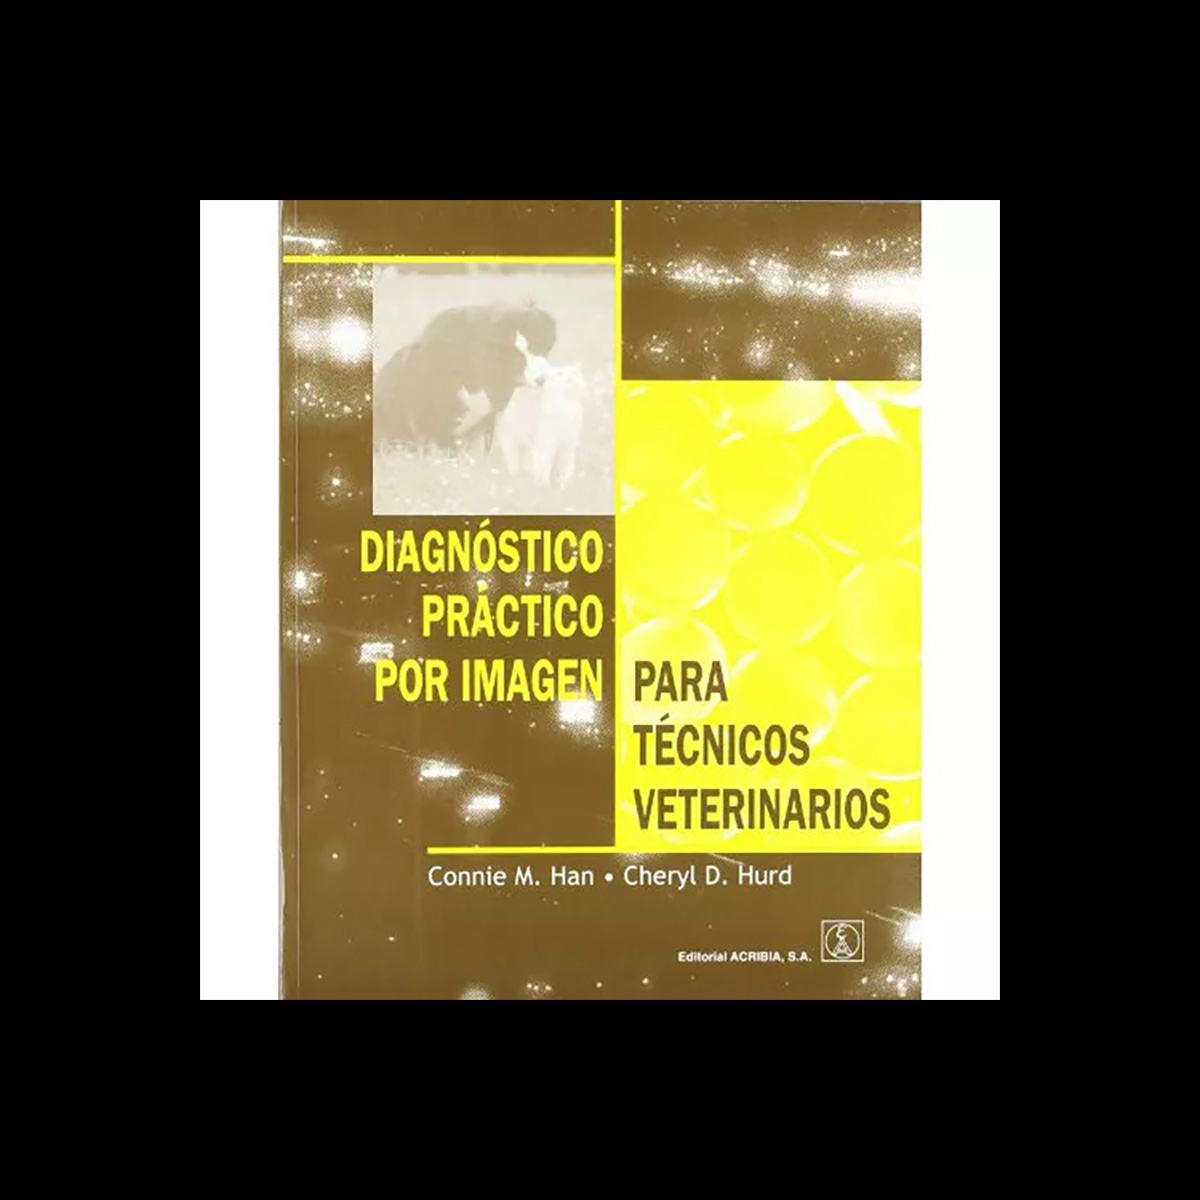 DIAGNÓSTICO
PRÁCTICO
POR IMAGEN
PARA
TÉCNICOS
VETERINARIOS
Connie M. Han • Cheryl D. Hurd
Editorial ACRIBIA, S.A.